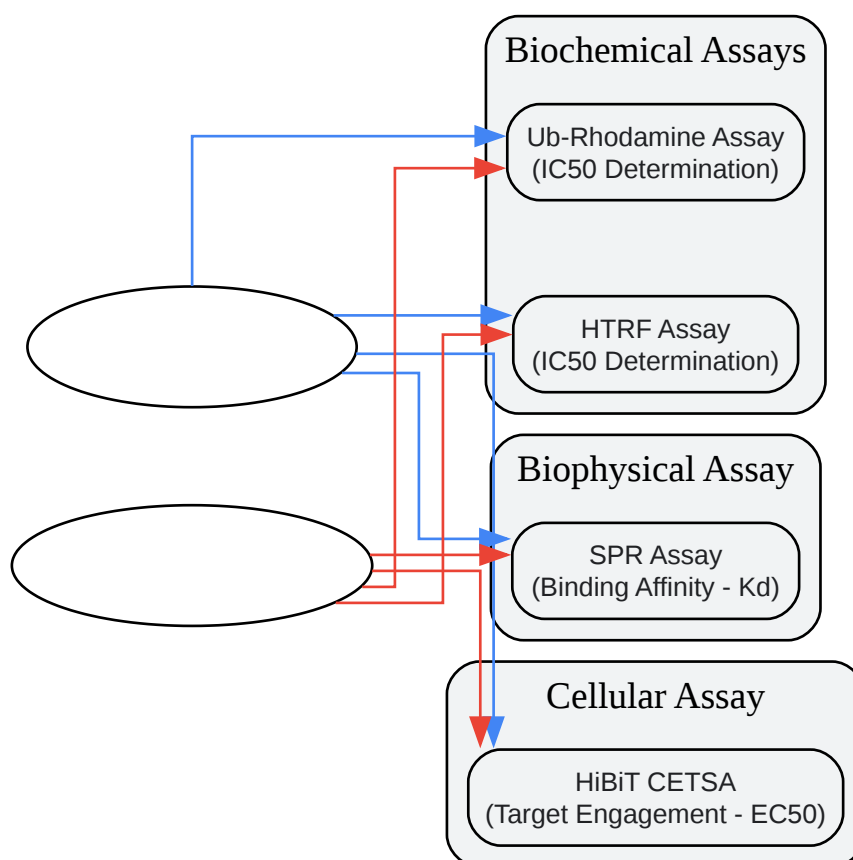 Biochemical Assays
Ub-Rhodamine Assay
(IC50 Determination)
HTRF Assay
(IC50 Determination)
Biophysical Assay
SPR Assay
(Binding Affinity - Kd)
Cellular Assay
HiBiT CETSA
(Target Engagement - EC50)